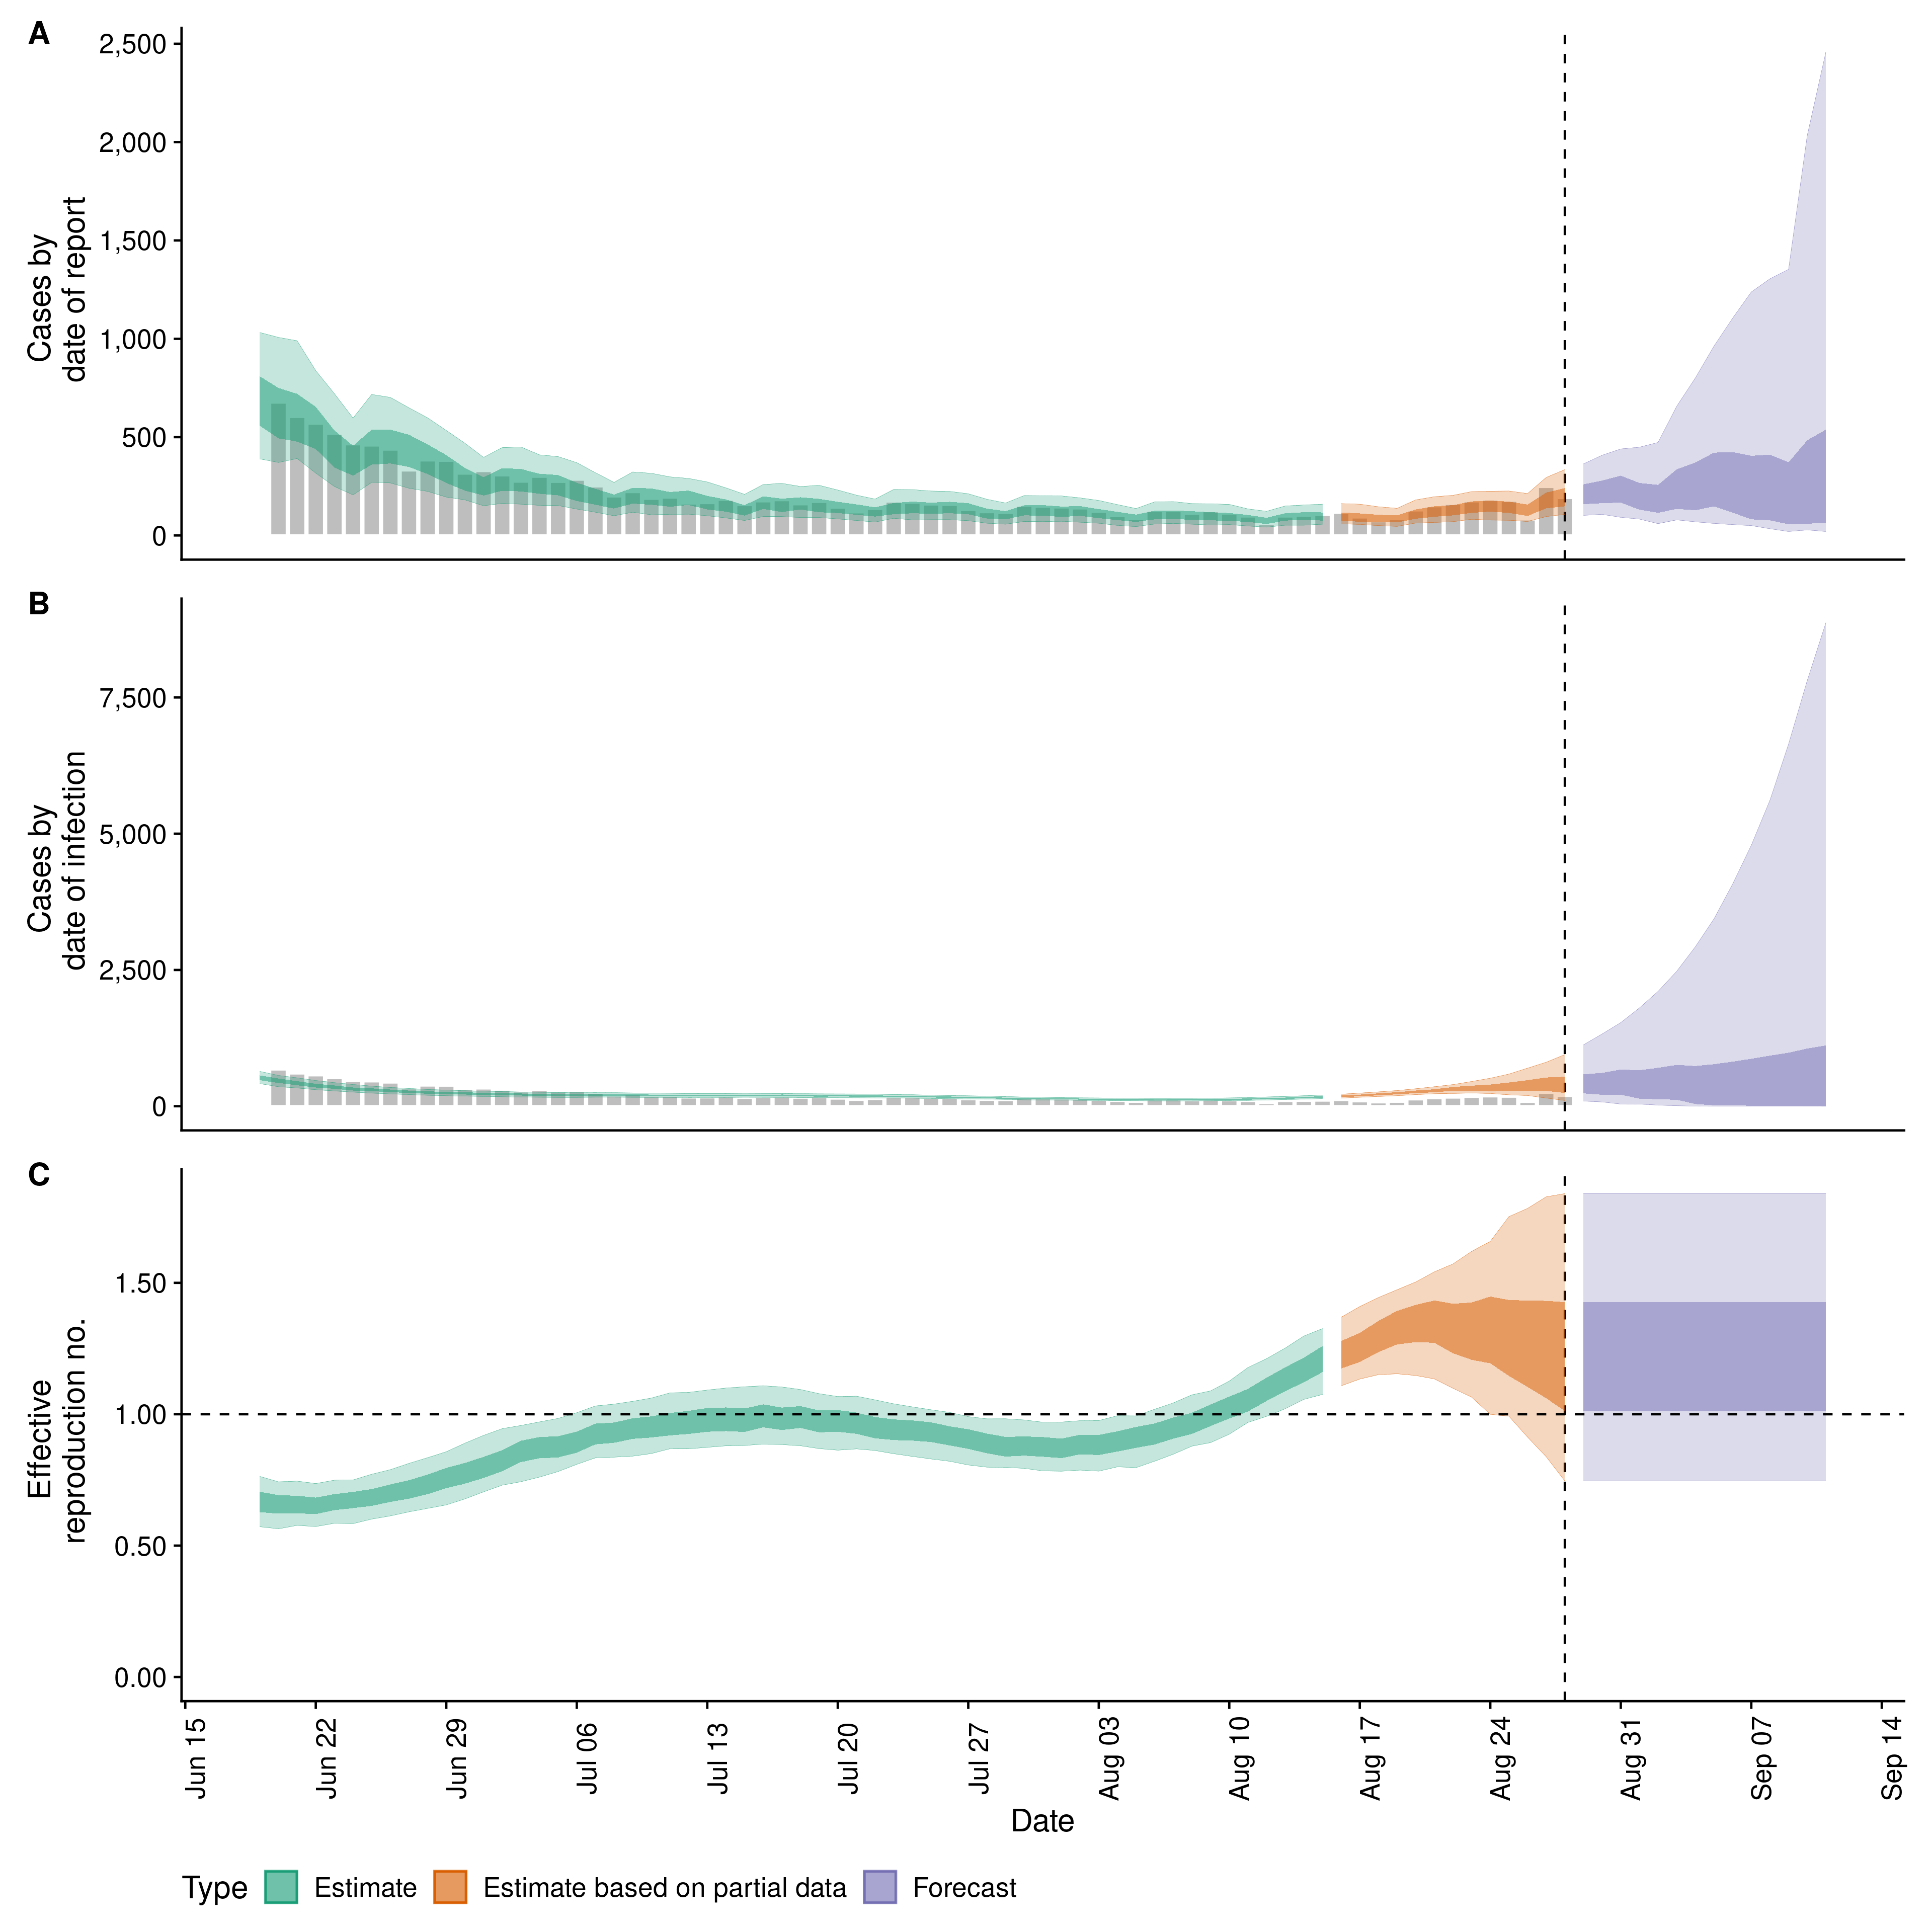 A
2,500
2,000
1,500
1,000
500
0
Cases by
date of report
B
7,500
5,000
2,500
0
Cases by
date of infection
C
1.50
1.00
0.50
0.00
Effective
reproduction no.
Jun 15
Jun 22
Jun 29
Jul 06
Jul 13
Jul 20
Jul 27
Aug 03
Aug 10
Aug 17
Aug 24
Aug 31
Sep 07
Sep 14
Date
Type Estimate Estimate based on partial data Forecast